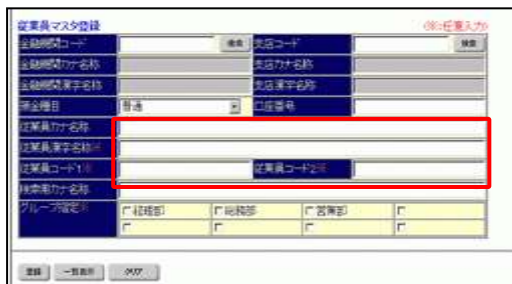 従業員マスタ登録 (※:任意入力)
金融機関コード 検索 支店コード 検索
金融機関カナ名称 支店カナ名称
金融機関漢字名称 支店漢字名称
預金種目 普通 口座番号
従業員カナ名称
従業員漢字名称※
従業員コード1※ 従業員コード2※
検索用カナ名称
グループ指定※ 経理部 総務部 営業部
登録 一覧表示 クリア